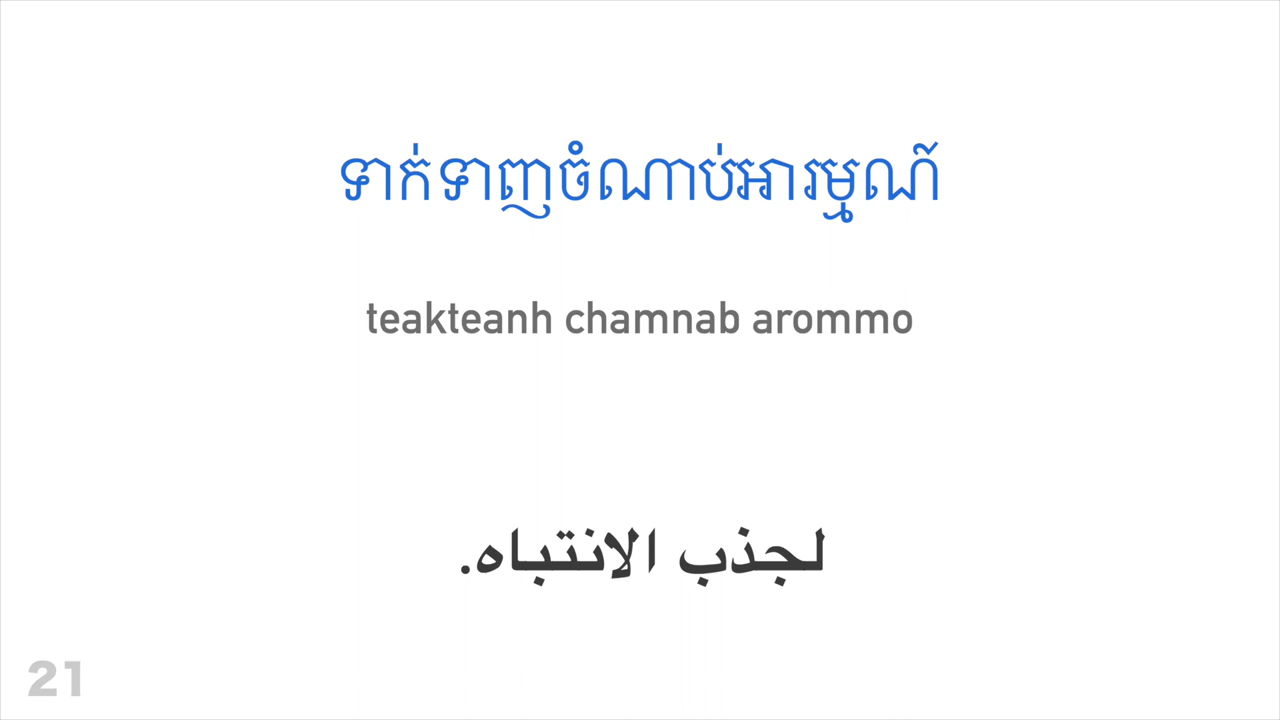 ទាក់ទាញចំណាប់អារម្មណ៍
teakteanh chamnab arommo
لجذب الانتباه.
21